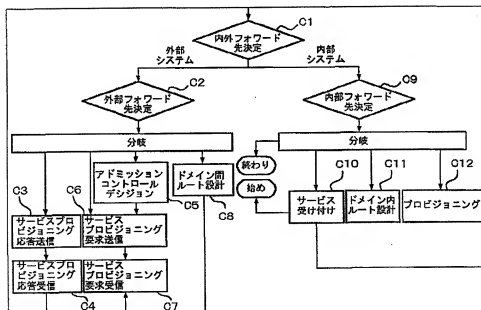 C1
内外フォワード
先決定
外部
システム
内部
システム
C2
外部フォワード
先決定
C9
内部フォワード
先決定
分岐
分岐
終わり
始め
C10
C11
C12
アドミッション
コントロール
デシジョン
C5
ドメイン間
ルート設計
C8
サービス
受け付け
ドメイン内
ルート設計
プロビジョニング
C3
C6
サービスプロ
ビジョニング
応答送信
サービス
プロビジョニング
要求送信
サービスプロ
ビジョニング
応答受信
サービス
プロビジョニング
要求受信
C4
C7